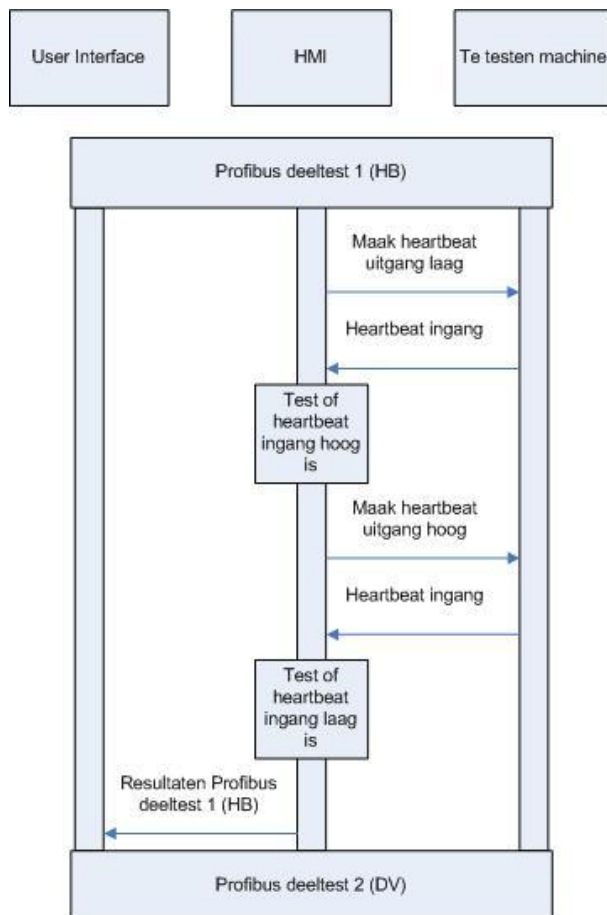 User Interface
HMI
Te testen machine
Profibus deeltest 1 (HB)
Maak heartbeat
uitgang laag
Heartbeat ingang
Test of
heartbeat
ingang hoog
is
Maak heartbeat
uitgang hoog
Heartbeat ingang
Test of
heartbeat
ingang laag
is
Resultaten Profibus
deeltest 1 (HB)
Profibus deeltest 2 (DV)